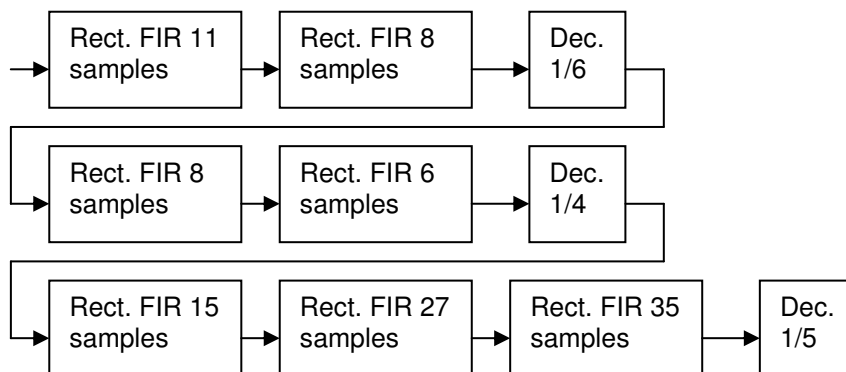 Rect. FIR 11
samples
Rect. FIR 8
samples
Dec.
1/6
Rect. FIR 8
samples
Rect. FIR 6
samples
Dec.
1/4
Rect. FIR 15
samples
Rect. FIR 27
samples
Rect. FIR 35
samples
Dec.
1/5